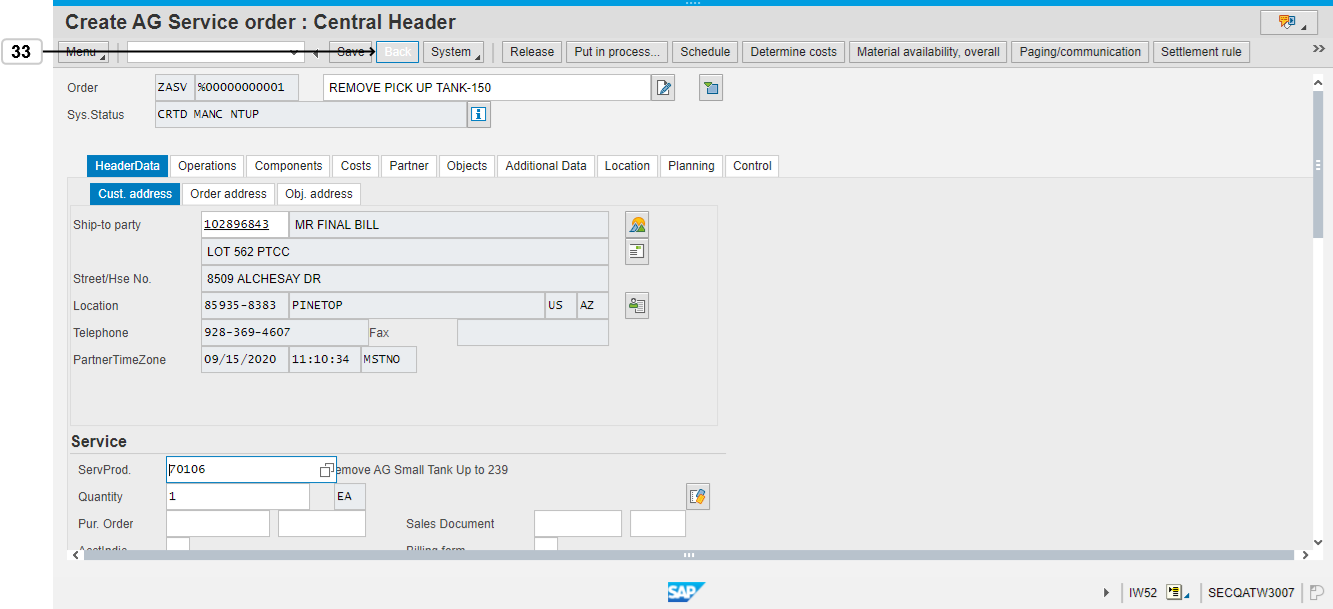 Create AG Service order : Central Header
33
Menu Save Back System Release Put in process... Schedule Determine costs Material availability, overall Paging/communication Settlement rule
Order ZASV %00000000001 REMOVE PICK UP TANK-150
Sys.Status CRTD MANC NTUP
HeaderData Operations Components Costs Partner Objects Additional Data Location Planning Control
Cust. address Order address Obj. address
Ship-to party 102896843 MR FINAL BILL
LOT 562 PTCC
Street/Hse No. 8509 ALCHESAY DR
Location 85935-8383 PINETOP US AZ
Telephone 928-369-4607 Fax
PartnerTimeZone 09/15/2020 11:10:34 MSTNO
Service
ServProd. 70106 emove AG Small Tank Up to 239
Quantity 1 EA
Pur. Order Sales Document
AcctIndic Billing form
SAP IW52 SECQATW3007